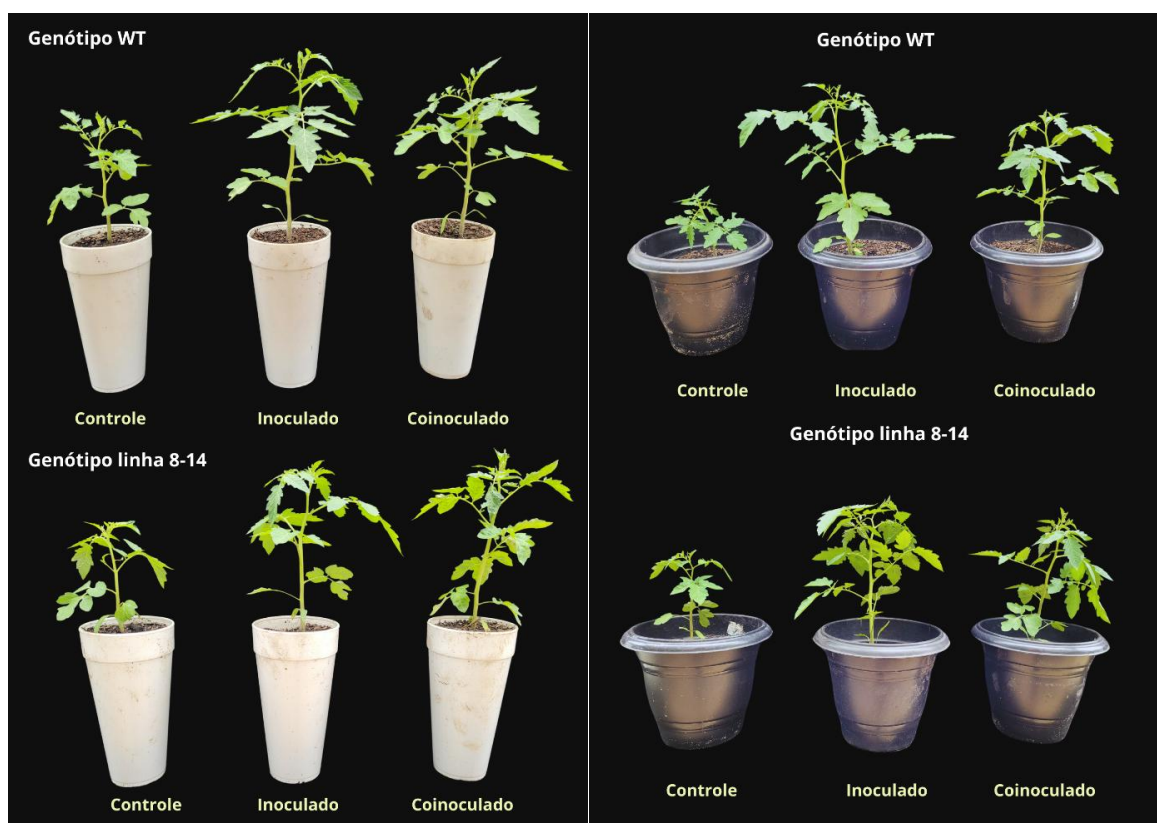 Genótipo WT
Controle
Inoculado
Coinoculado
Genótipo linha 8-14
Controle
Inoculado
Coinoculado
Genótipo WT
Controle
Inoculado
Coinoculado
Genótipo linha 8-14
Controle
Inoculado
Coinoculado